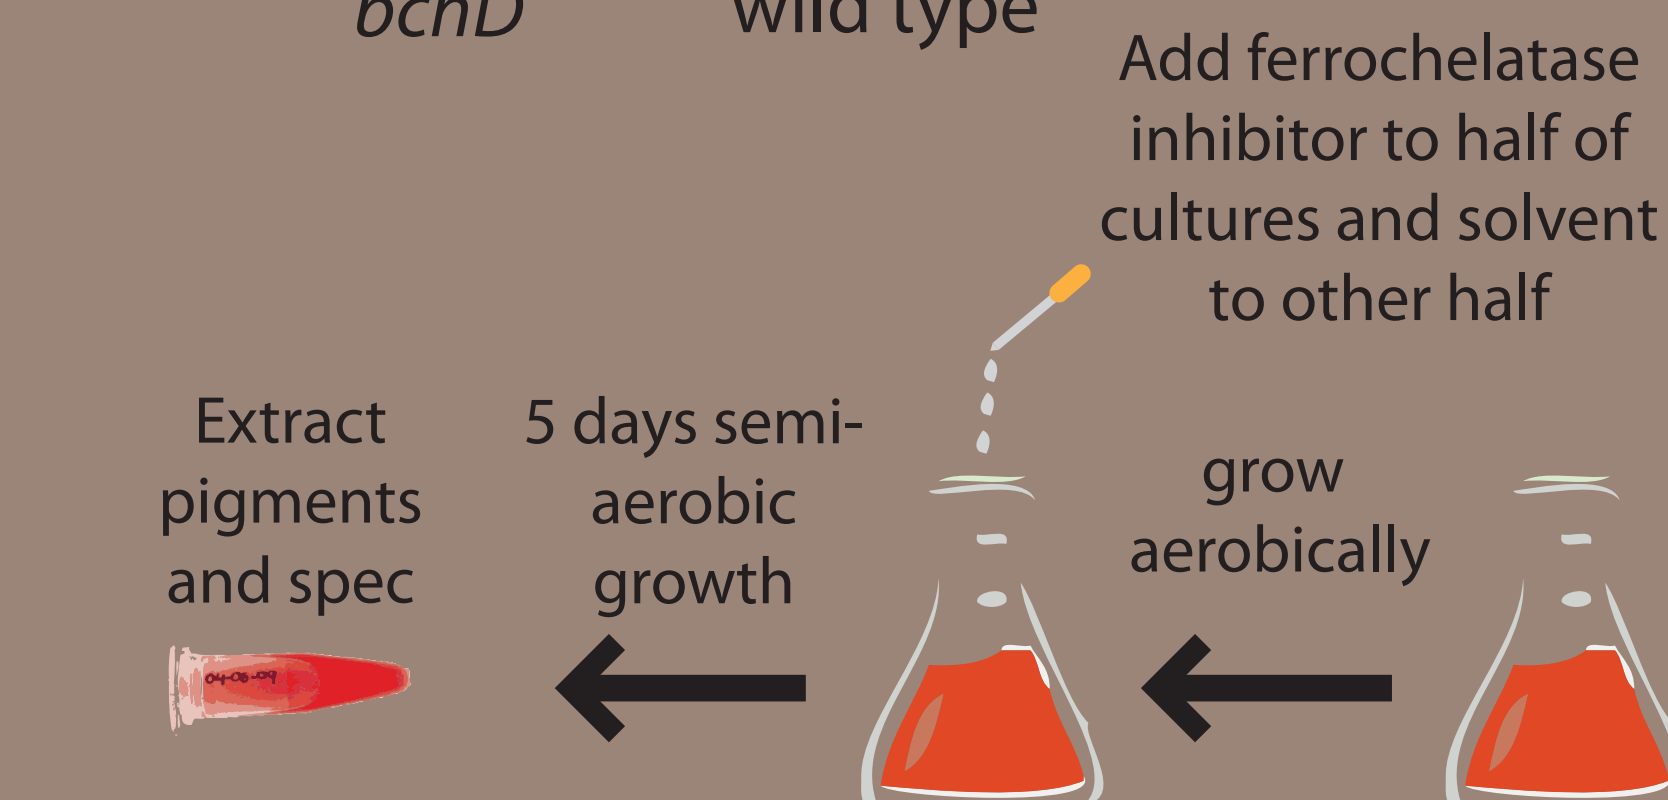 bchD
wild type
Add ferrochelatase
inhibitor to half of
cultures and solvent
to other half
Extract
pigments
and spec
5 days semi-
aerobic
growth
grow
aerobically
04-06-09